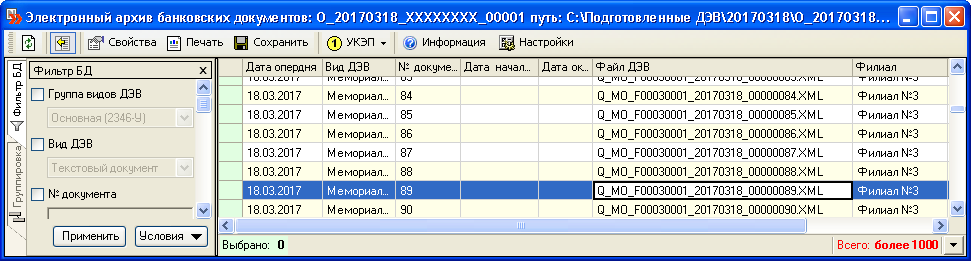 Электронный архив банковских документов: O_20170318_XXXXXXXX_00001 путь: C:\Подготовленные ДЭВ\20170318\O_20170318...
Свойства Печать Сохранить 1 УКЭП Информация Настройки
Фильтр БД
Группировка
Фильтр БД
Группа видов ДЭВ
Основная (2346-У)
Вид ДЭВ
Текстовый документ
№ документа
Применить Условия
Дата опердня Вид ДЭВ № докуме... Дата начал... Дата ок... Файл ДЭВ Филиал
18.03.2017 Мемориал... 83 Q_MO_F00030001_20170318_00000083.XML Филиал №3
18.03.2017 Мемориал... 84 Q_MO_F00030001_20170318_00000084.XML Филиал №3
18.03.2017 Мемориал... 85 Q_MO_F00030001_20170318_00000085.XML Филиал №3
18.03.2017 Мемориал... 86 Q_MO_F00030001_20170318_00000086.XML Филиал №3
18.03.2017 Мемориал... 87 Q_MO_F00030001_20170318_00000087.XML Филиал №3
18.03.2017 Мемориал... 88 Q_MO_F00030001_20170318_00000088.XML Филиал №3
18.03.2017 Мемориал... 89 Q_MO_F00030001_20170318_00000089.XML Филиал №3
18.03.2017 Мемориал... 90 Q_MO_F00030001_20170318_00000090.XML Филиал №3
Выбрано: 0 Всего: более 1000